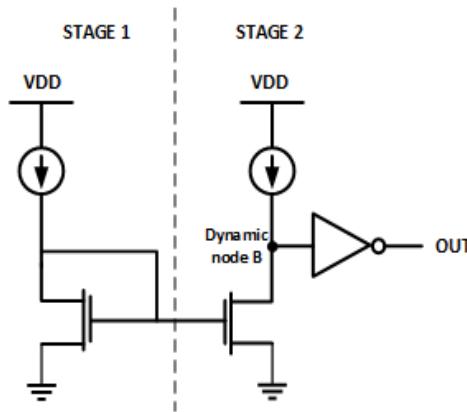 STAGE 1
STAGE 2
VDD
VDD
Dynamic
node B
OUT